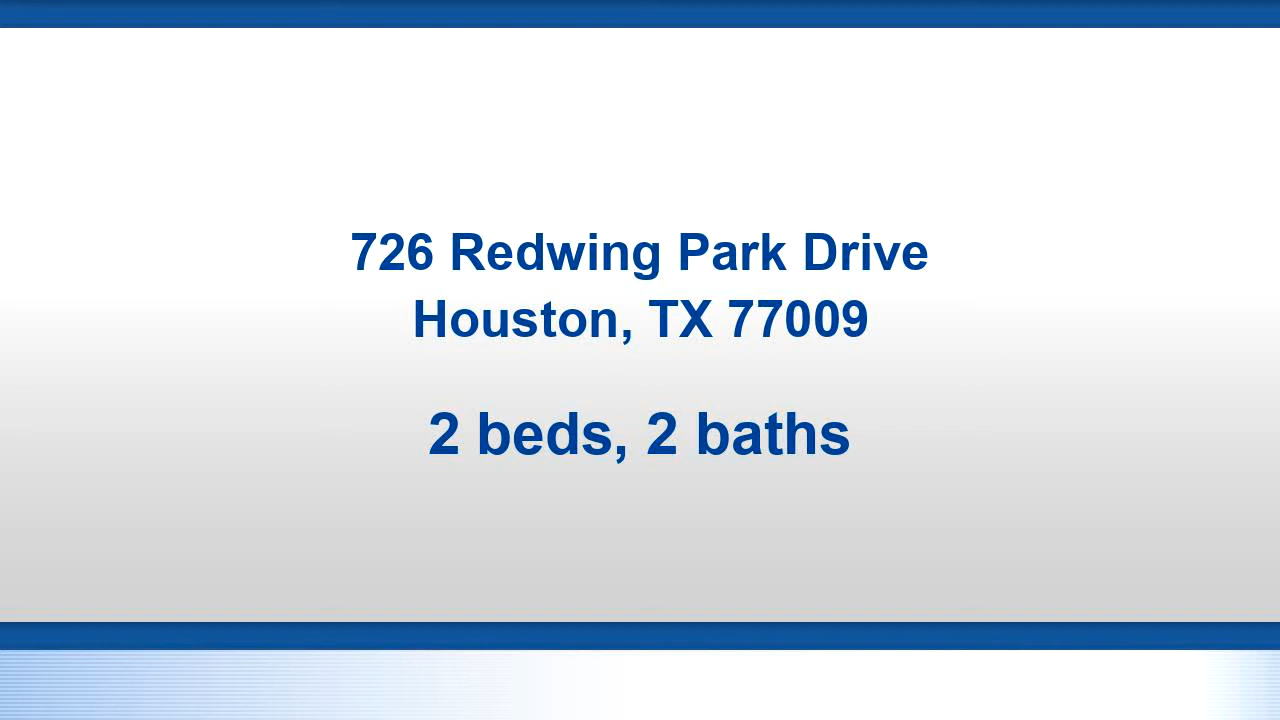 726 Redwing Park Drive
Houston, TX 77009
2 beds, 2 baths